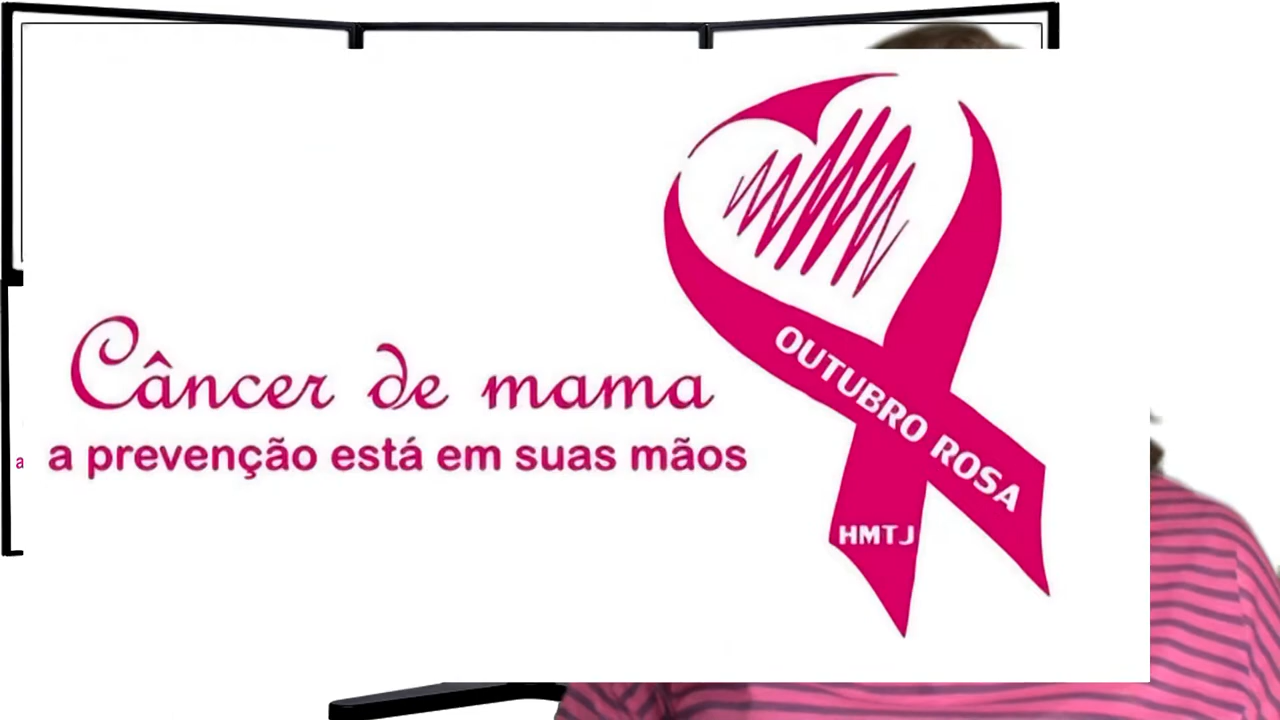 Câncer de mama
a prevenção está em suas mãos
a
OUTUBRO ROSA
HMTJ